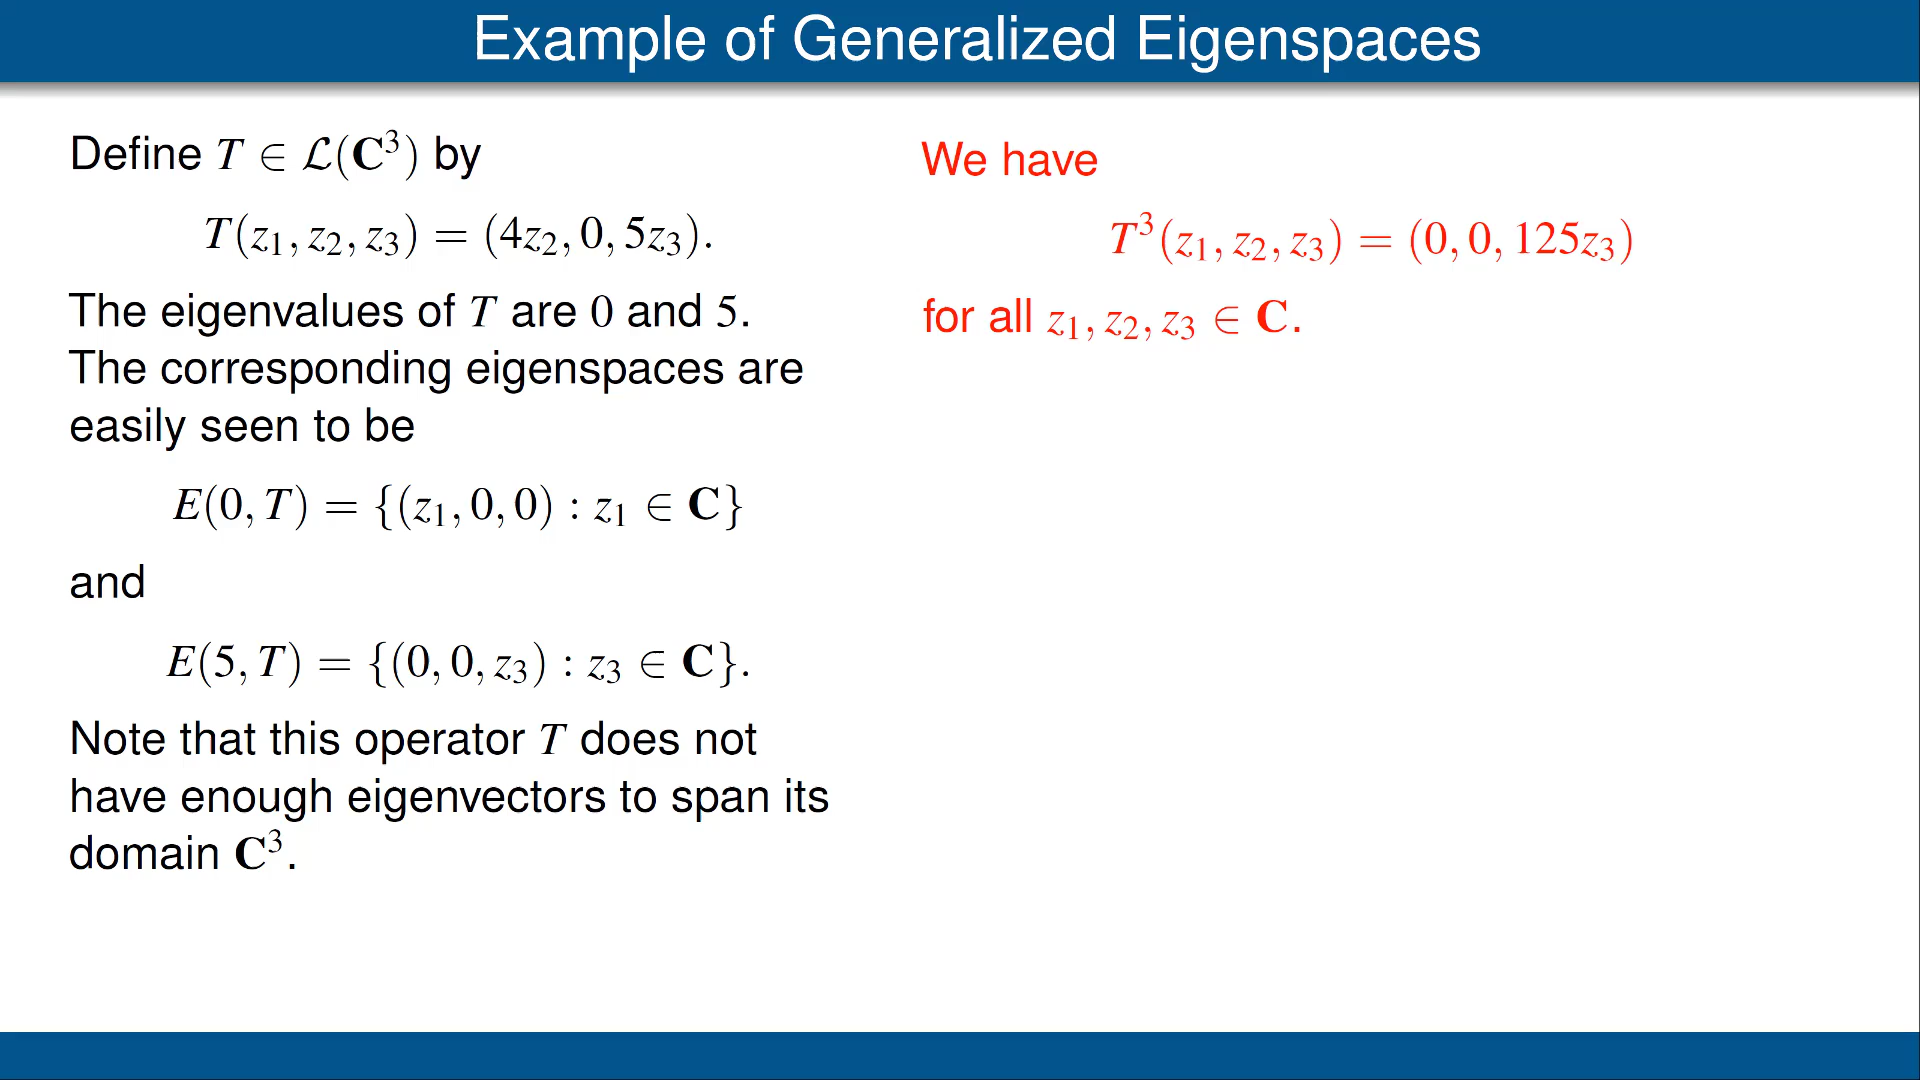 Example of Generalized Eigenspaces
Define T ∈ ℒ(C³) by
T(z₁, z₂, z₃) = (4z₂, 0, 5z₃).
The eigenvalues of T are 0 and 5.
The corresponding eigenspaces are
easily seen to be
E(0, T) = {(z₁, 0, 0) : z₁ ∈ C}
and
E(5, T) = {(0, 0, z₃) : z₃ ∈ C}.
Note that this operator T does not
have enough eigenvectors to span its
domain C³.
We have
T³(z₁, z₂, z₃) = (0, 0, 125z₃)
for all z₁, z₂, z₃ ∈ C.